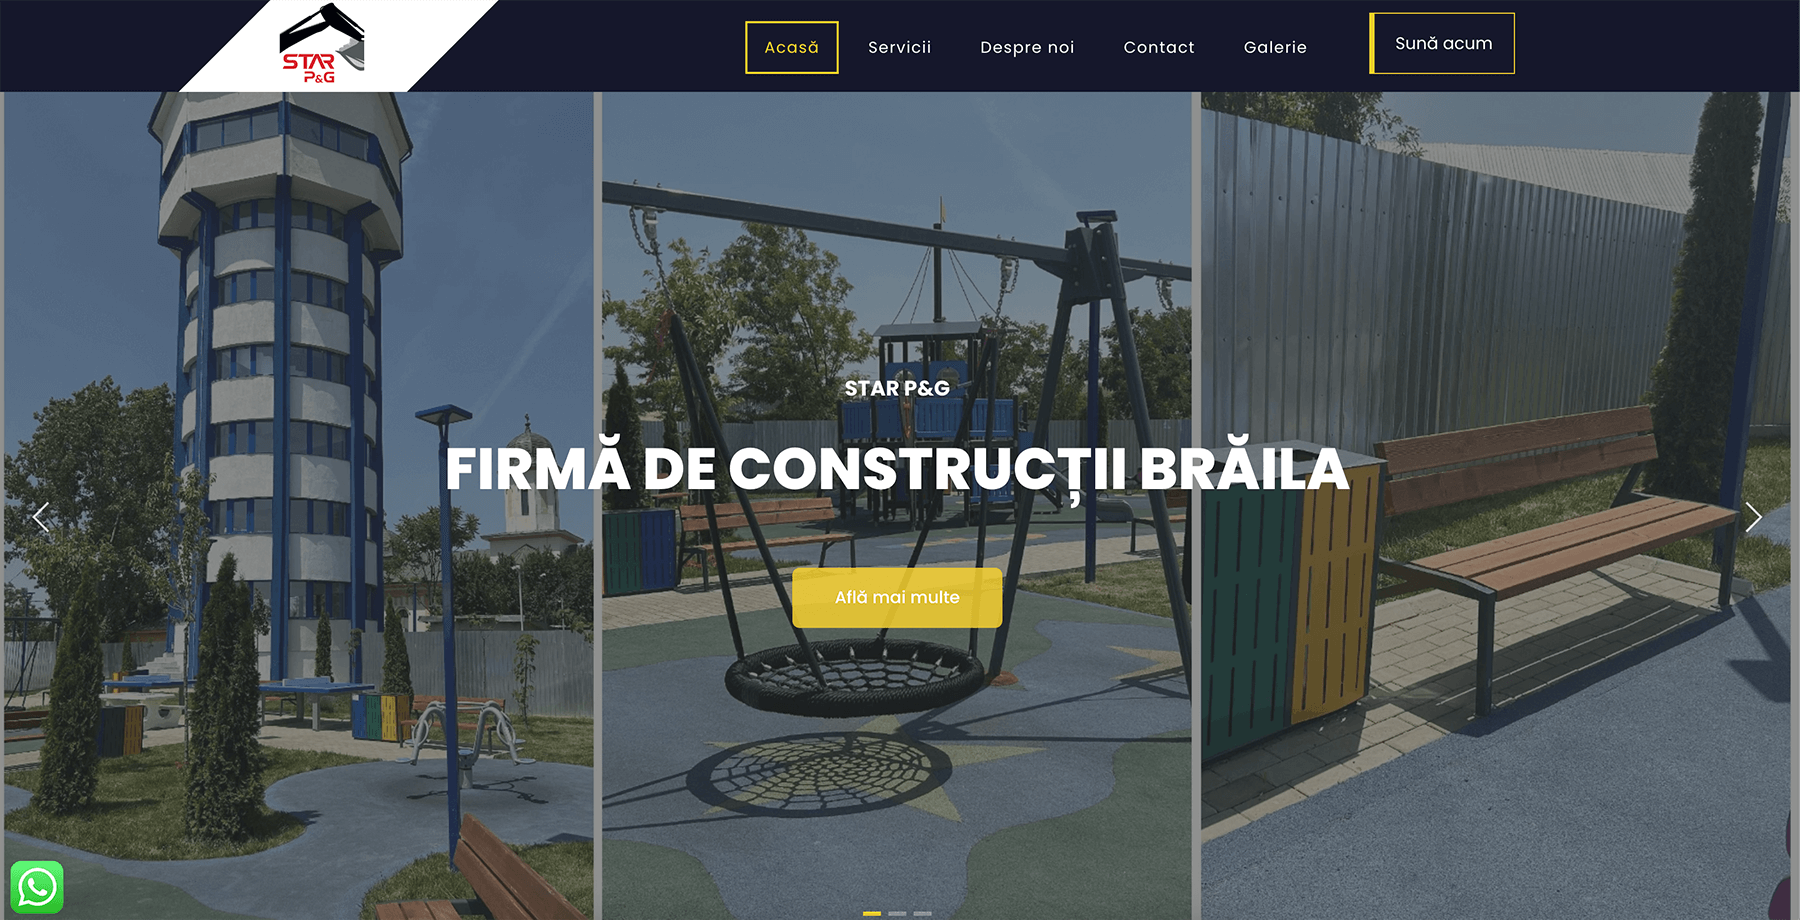 STAR
P&G
Acasă
Servicii
Despre noi
Contact
Galerie
Sună acum
STAR P&G
FIRMĂ DE CONSTRUCȚII BRĂILA
Află mai multe